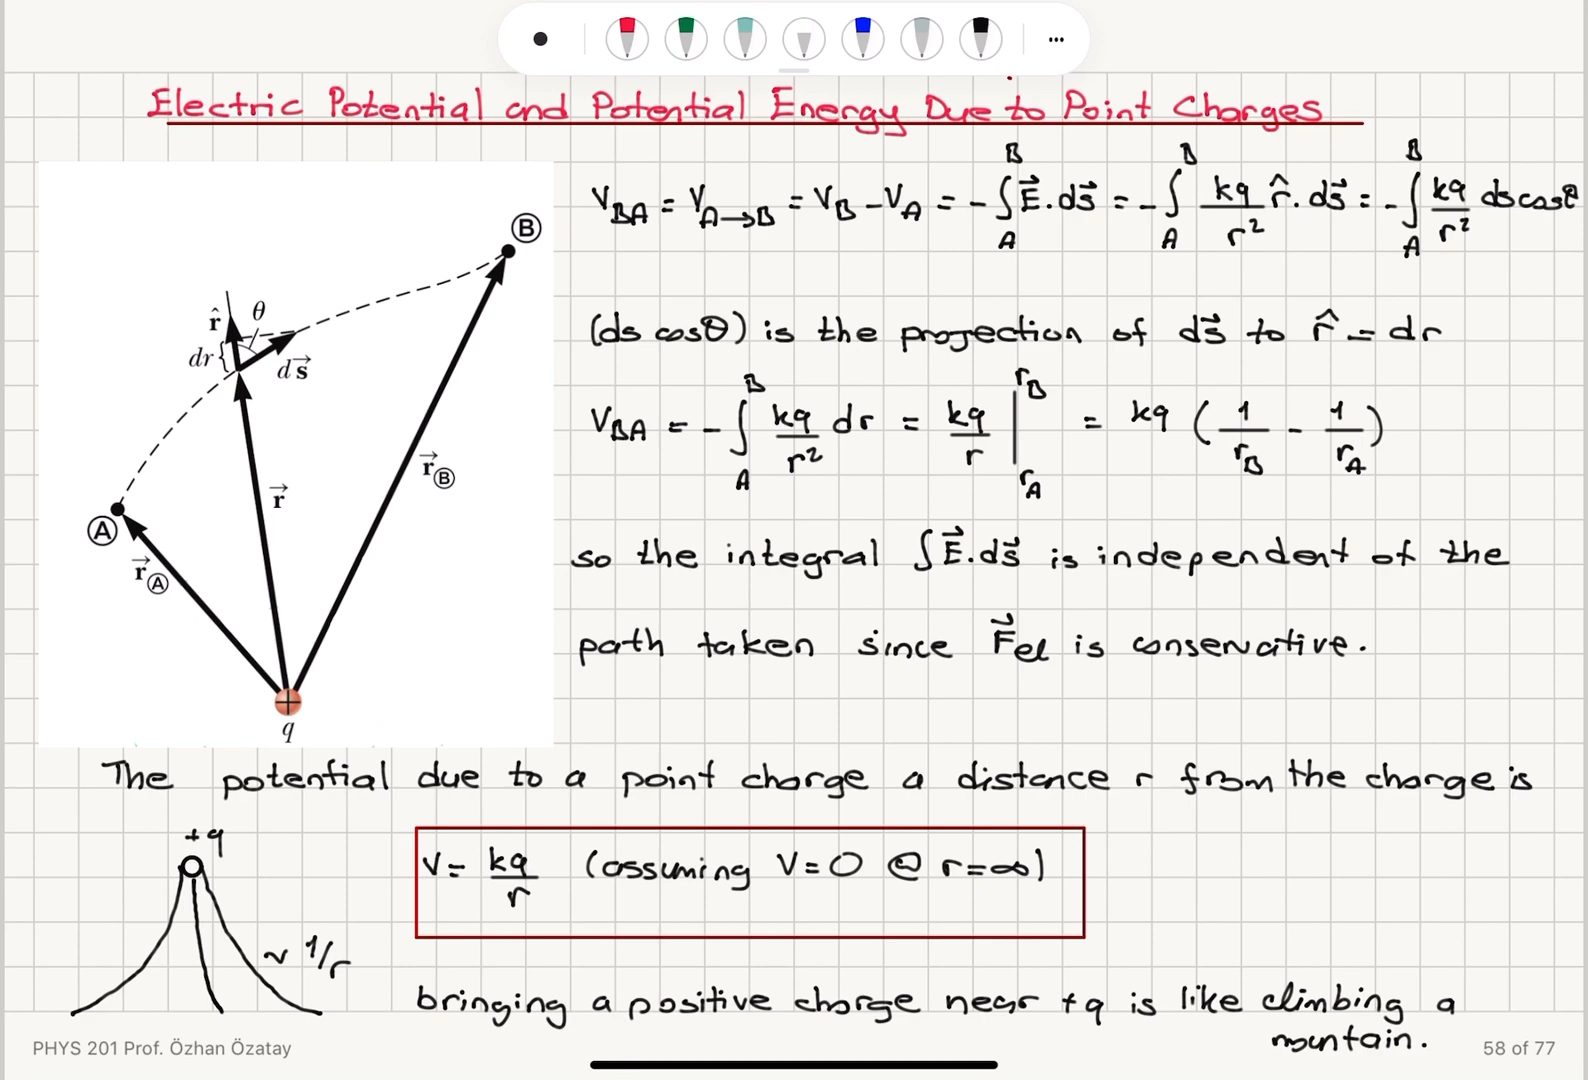 Electric Potential and Potential Energy Due to Point Charges
V_BA = V_A→B = V_B - V_A = -∫_A^B E⃗.ds⃗ = -∫_A^B kq/r² r̂.ds⃗ = -∫_A^B kq/r² ds cosθ
(ds cosθ) is the projection of ds⃗ to r̂ = dr
V_BA = -∫_A^B kq/r² dr = kq/r |_{r_A}^{r_B} = kq (1/r_B - 1/r_A)
so the integral ∫E⃗.ds⃗ is independent of the
path taken since F⃗el is conservative.
B
r̂
θ
dr
ds⃗
r⃗_B
r⃗
A
r⃗_A
q
The potential due to a point charge a distance r from the charge is
+q
V = kq/r (assuming V=0 @ r=∞)
~ 1/r
bringing a positive charge near +q is like climbing a
mountain.
PHYS 201 Prof. Özhan Özatay
58 of 77